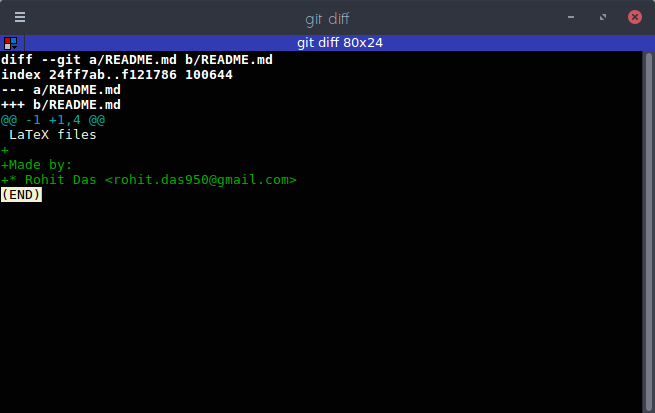 git diff
git diff 80x24
diff --git a/README.md b/README.md
index 24ff7ab..f121786 100644
--- a/README.md
+++ b/README.md
@@ -1 +1,4 @@
 LaTeX files
+
+Made by:
+* Rohit Das <rohit.das950@gmail.com>
(END)